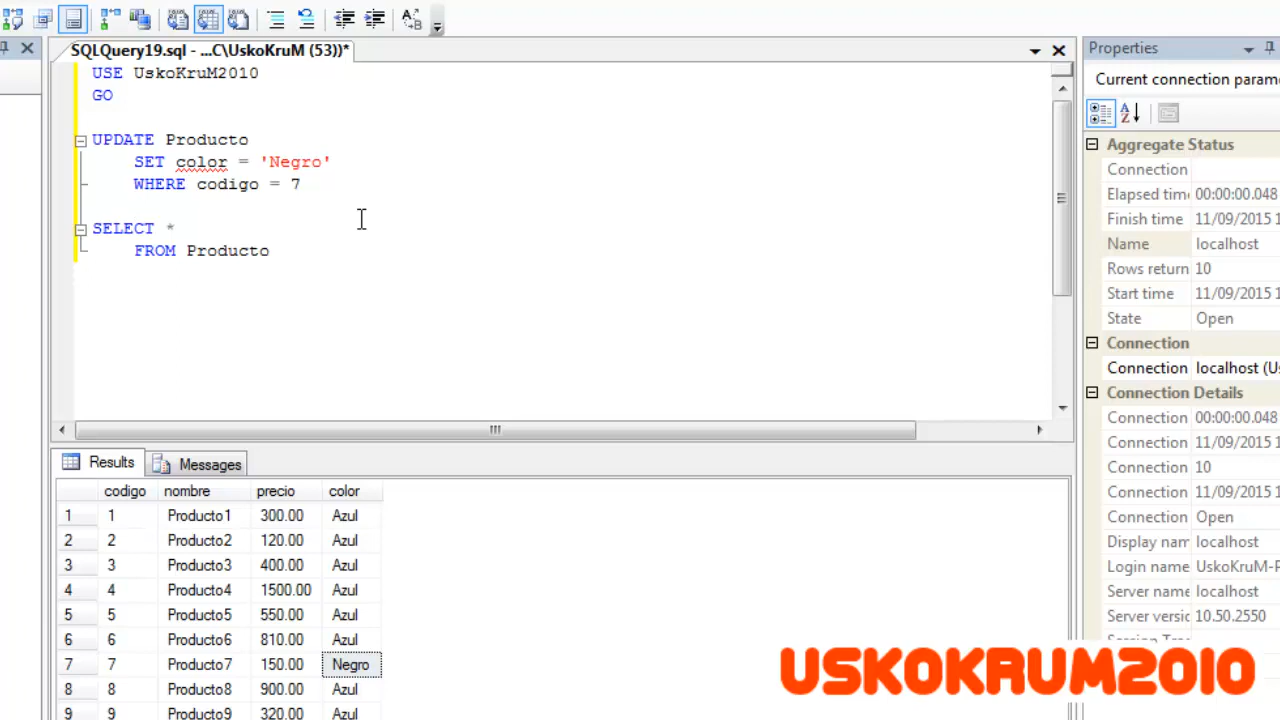 SQLQuery19.sql - ...C\UskoKruM (53))*
USE UskoKruM2010
GO
UPDATE Producto
SET color = 'Negro'
WHERE codigo = 7
SELECT *
FROM Producto
Results
Messages
codigo nombre precio color
1 1 Producto1 300.00 Azul
2 2 Producto2 120.00 Azul
3 3 Producto3 400.00 Azul
4 4 Producto4 1500.00 Azul
5 5 Producto5 550.00 Azul
6 6 Producto6 810.00 Azul
7 7 Producto7 150.00 Negro
8 8 Producto8 900.00 Azul
9 9 Producto9 320.00 Azul
Properties
Current connection param
Aggregate Status
Connection
Elapsed time 00:00:00.048
Finish time 11/09/2015 1
Name localhost
Rows return 10
Start time 11/09/2015 1
State Open
Connection
Connection localhost (Us
Connection Details
Connection 00:00:00.048
Connection 11/09/2015 1
Connection 10
Connection 11/09/2015 1
Connection Open
Display nam localhost
Login name UskoKruM-P
Server name localhost
Server versic 10.50.2550
USKOKRUM2010